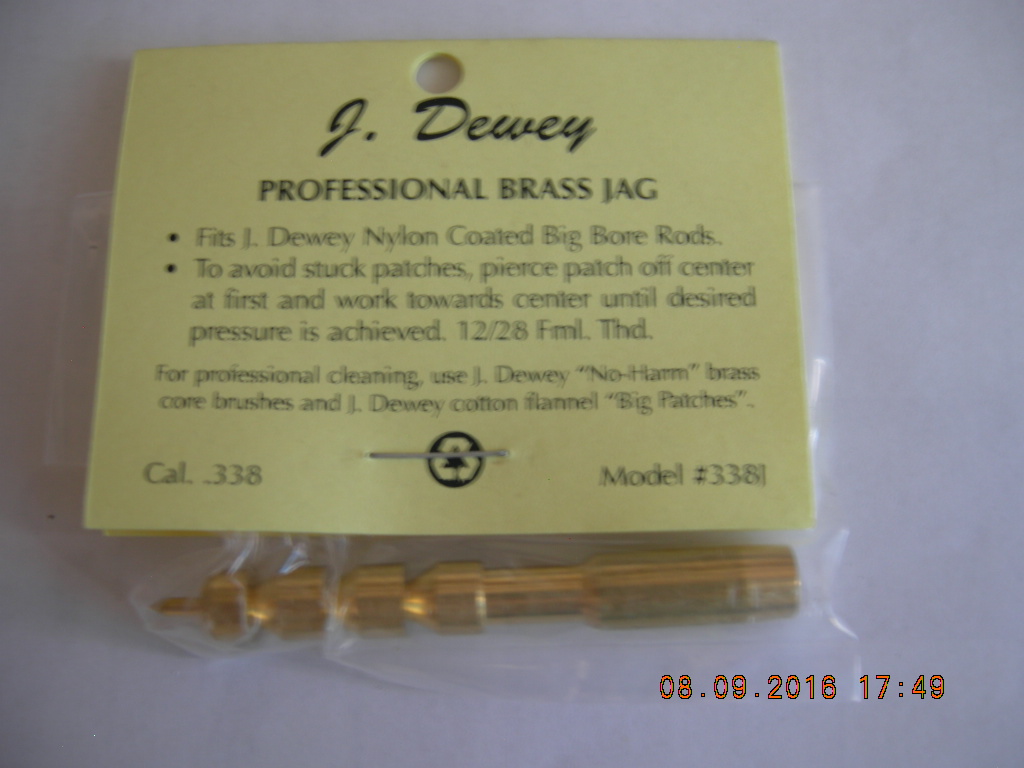 J. Dewey
PROFESSIONAL BRASS JAG
• Fits J. Dewey Nylon Coated Big Bore Rods.
• To avoid stuck patches, pierce patch off center
at first and work towards center until desired
pressure is achieved. 12/28 Fml. Thd.
For professional cleaning, use J. Dewey "No-Harm" brass
core brushes and J. Dewey cotton flannel "Big Patches".
Cal. .338 Model #338J
08.09.2016 17:49